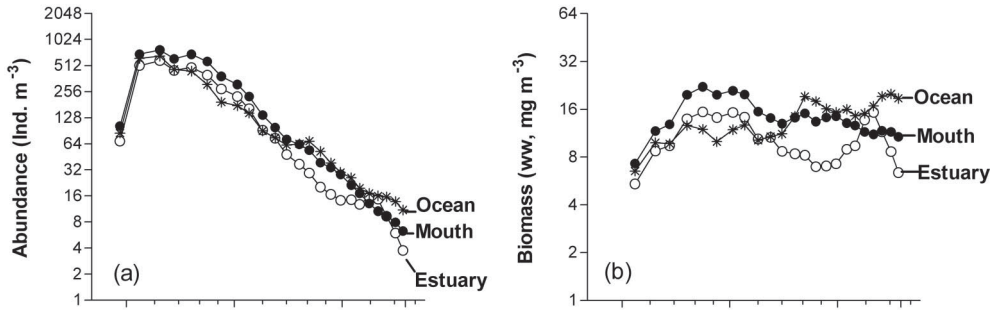 2048
1024
512
256
128
64
32
16
8
4
2
1
Abundance (Ind. m⁻³)
(a)
Ocean
Mouth
Estuary
64
32
16
8
4
2
1
Biomass (ww, mg m⁻³)
(b)
Ocean
Mouth
Estuary